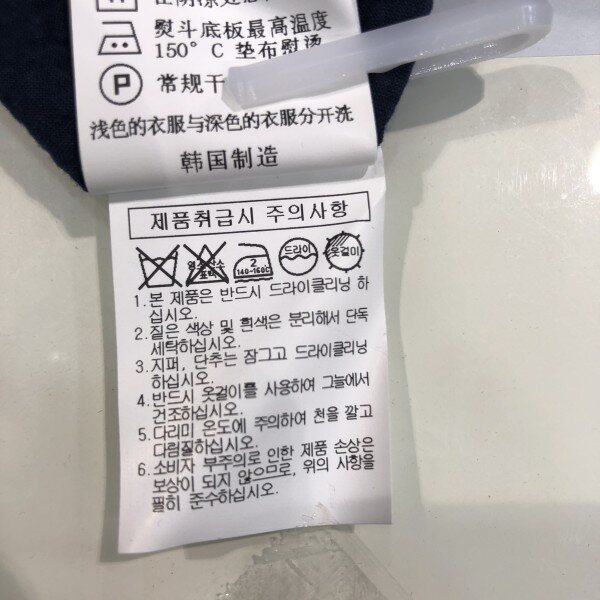 熨斗底板最高温度
150°C 垫布熨烫
P 常规干
浅色的衣服与深色的衣服分开洗
韩国制造
제품취급시 주의사항
염소산소
표백
2
140-160C
드라이
옷걸이
1.본 제품은 반드시 드라이클리닝 하
십시오.
2.짙은 색상 및 흰색은 분리해서 단독
세탁하십시오.
3.지퍼, 단추는 잠그고 드라이클리닝
하십시오.
4.반드시 옷걸이를 사용하여 그늘에서
건조하십시오.
5.다리미 온도에 주의하여 천을 깔고
다림질하십시오.
6.소비자 부주의로 인한 제품 손상은
보상이 되지 않으므로, 위의 사항을
필히 준수하십시오.